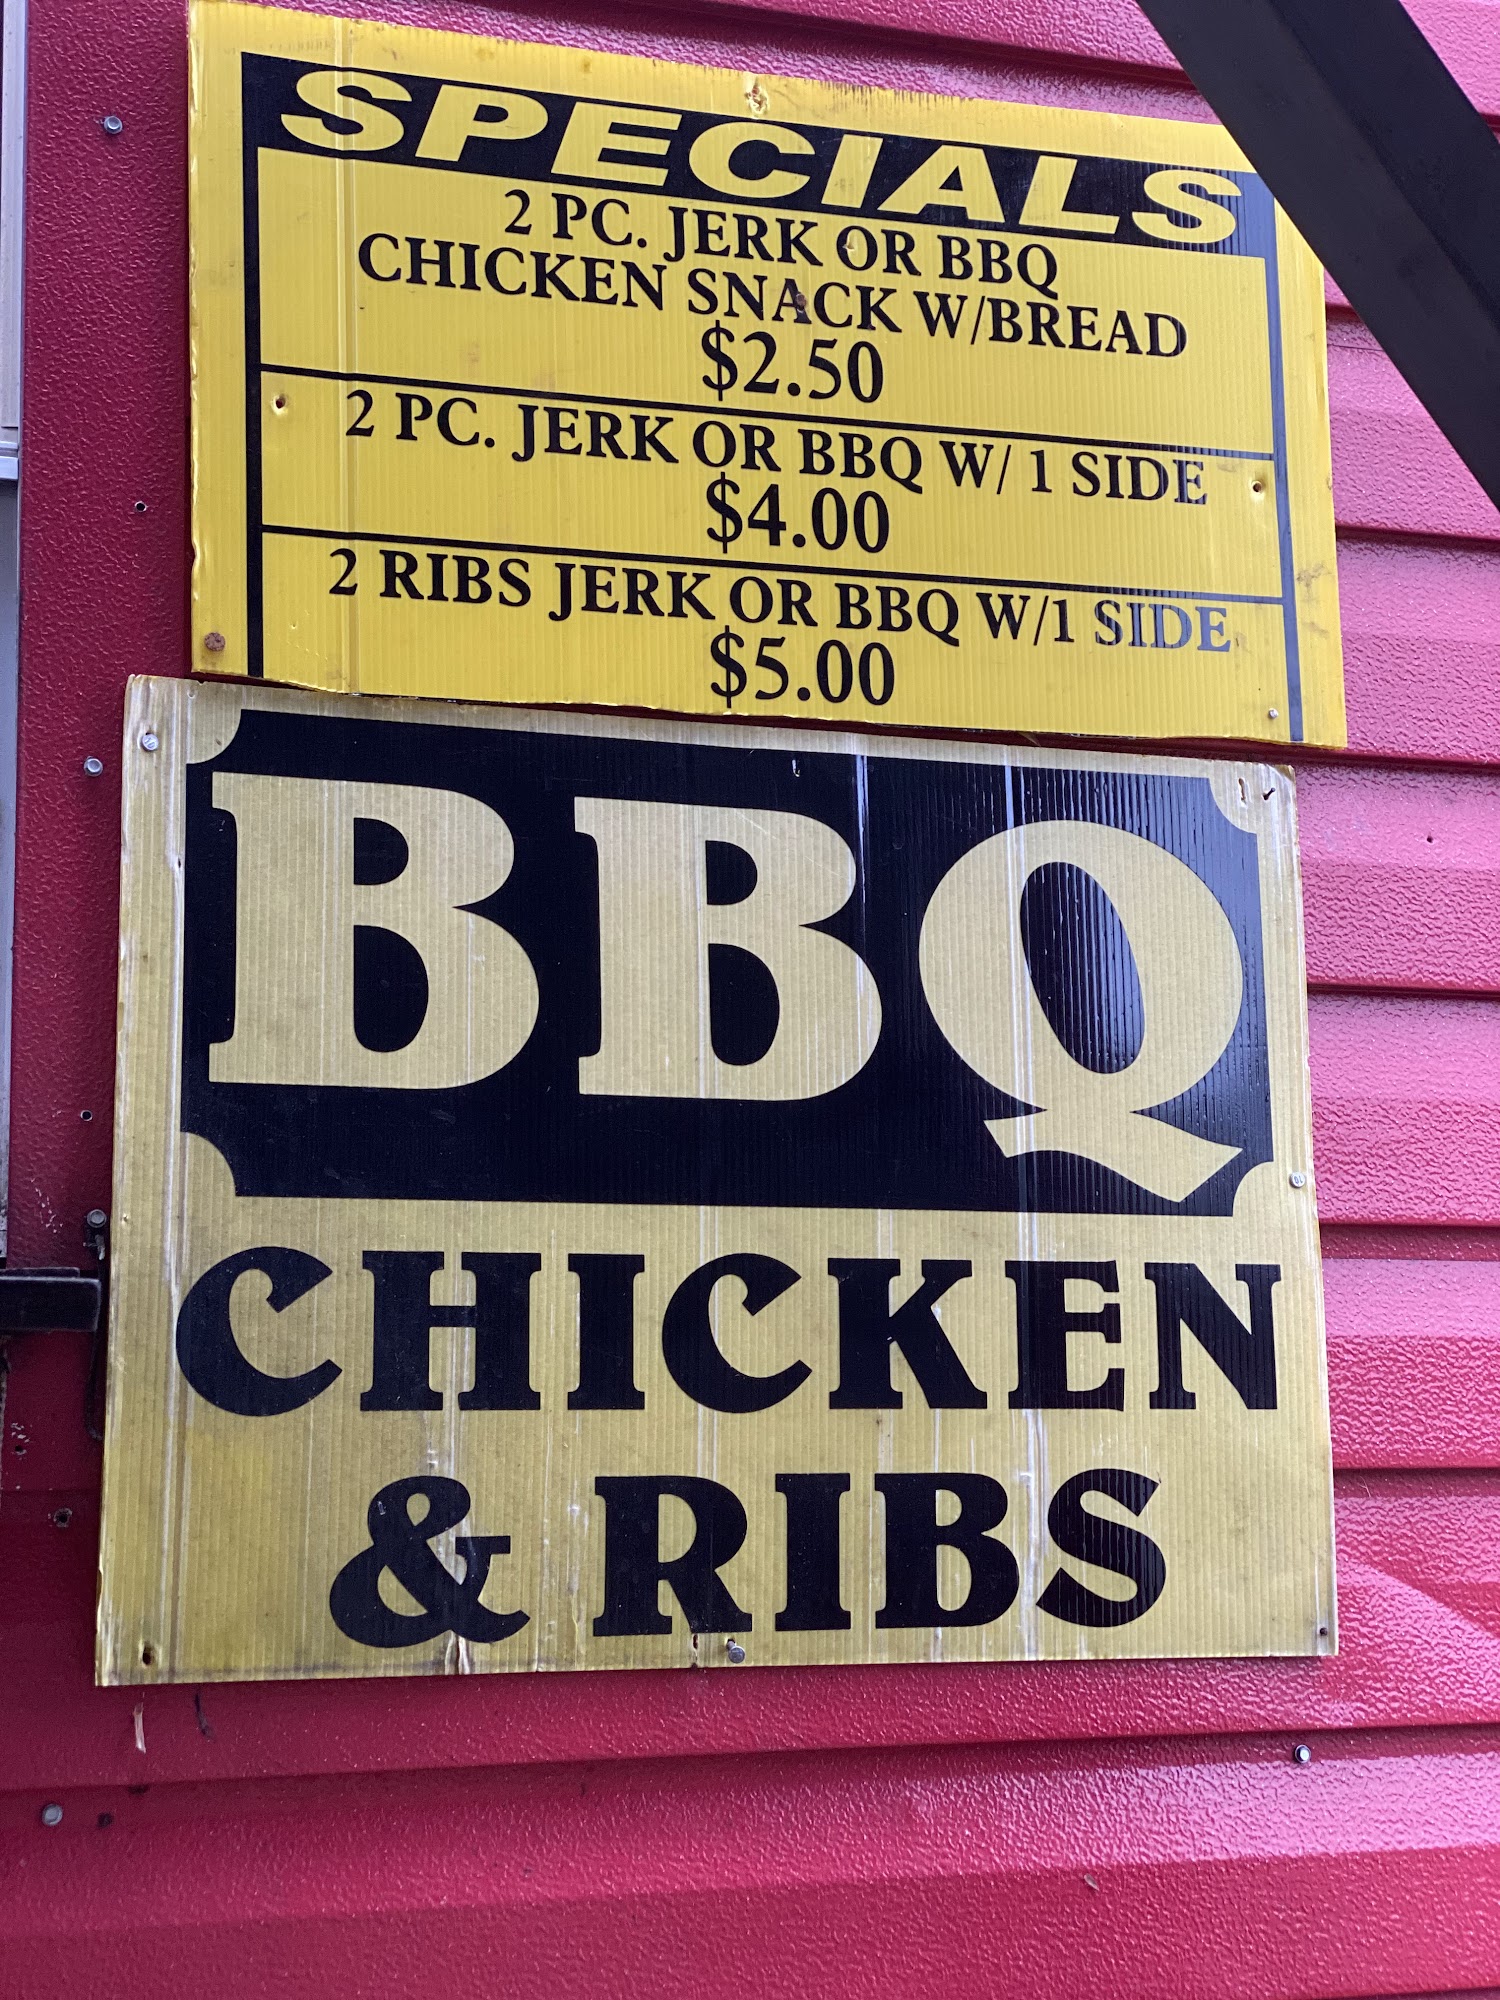 SPECIALS
2 PC. JERK OR BBQ
CHICKEN SNACK W/BREAD
$2.50
2 PC. JERK OR BBQ W/ 1 SIDE
$4.00
2 RIBS JERK OR BBQ W/1 SIDE
$5.00
BBQ
CHICKEN
& RIBS